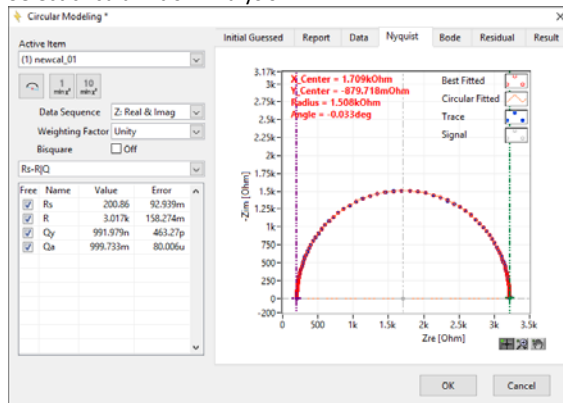 Circular Modeling *
Active Item
(1) newcal_01
1
minχ²
10
minχ²
Data Sequence Z: Real & Imag
Weighting Factor Unity
Bisquare Off
Rs-R|Q
Free Name Value Error
Rs 200.86 92.939m
R 3.017k 158.274m
Qy 991.979n 463.27p
Qa 999.733m 80.006u
Initial Guessed Report Data Nyquist Bode Residual Result
X_Center = 1.709kOhm
Y_Center = -879.718mOhm
Radius = 1.508kOhm
Angle = -0.033deg
Best Fitted
Circular Fitted
Trace
Signal
-Zim [Ohm]
3.17k
3k
2.75k
2.5k
2.25k
2k
1.75k
1.5k
1.25k
1k
750
500
250
0
-200
0 500 1k 1.5k 2k 2.5k 3k 3.5k
Zre [Ohm]
OK Cancel